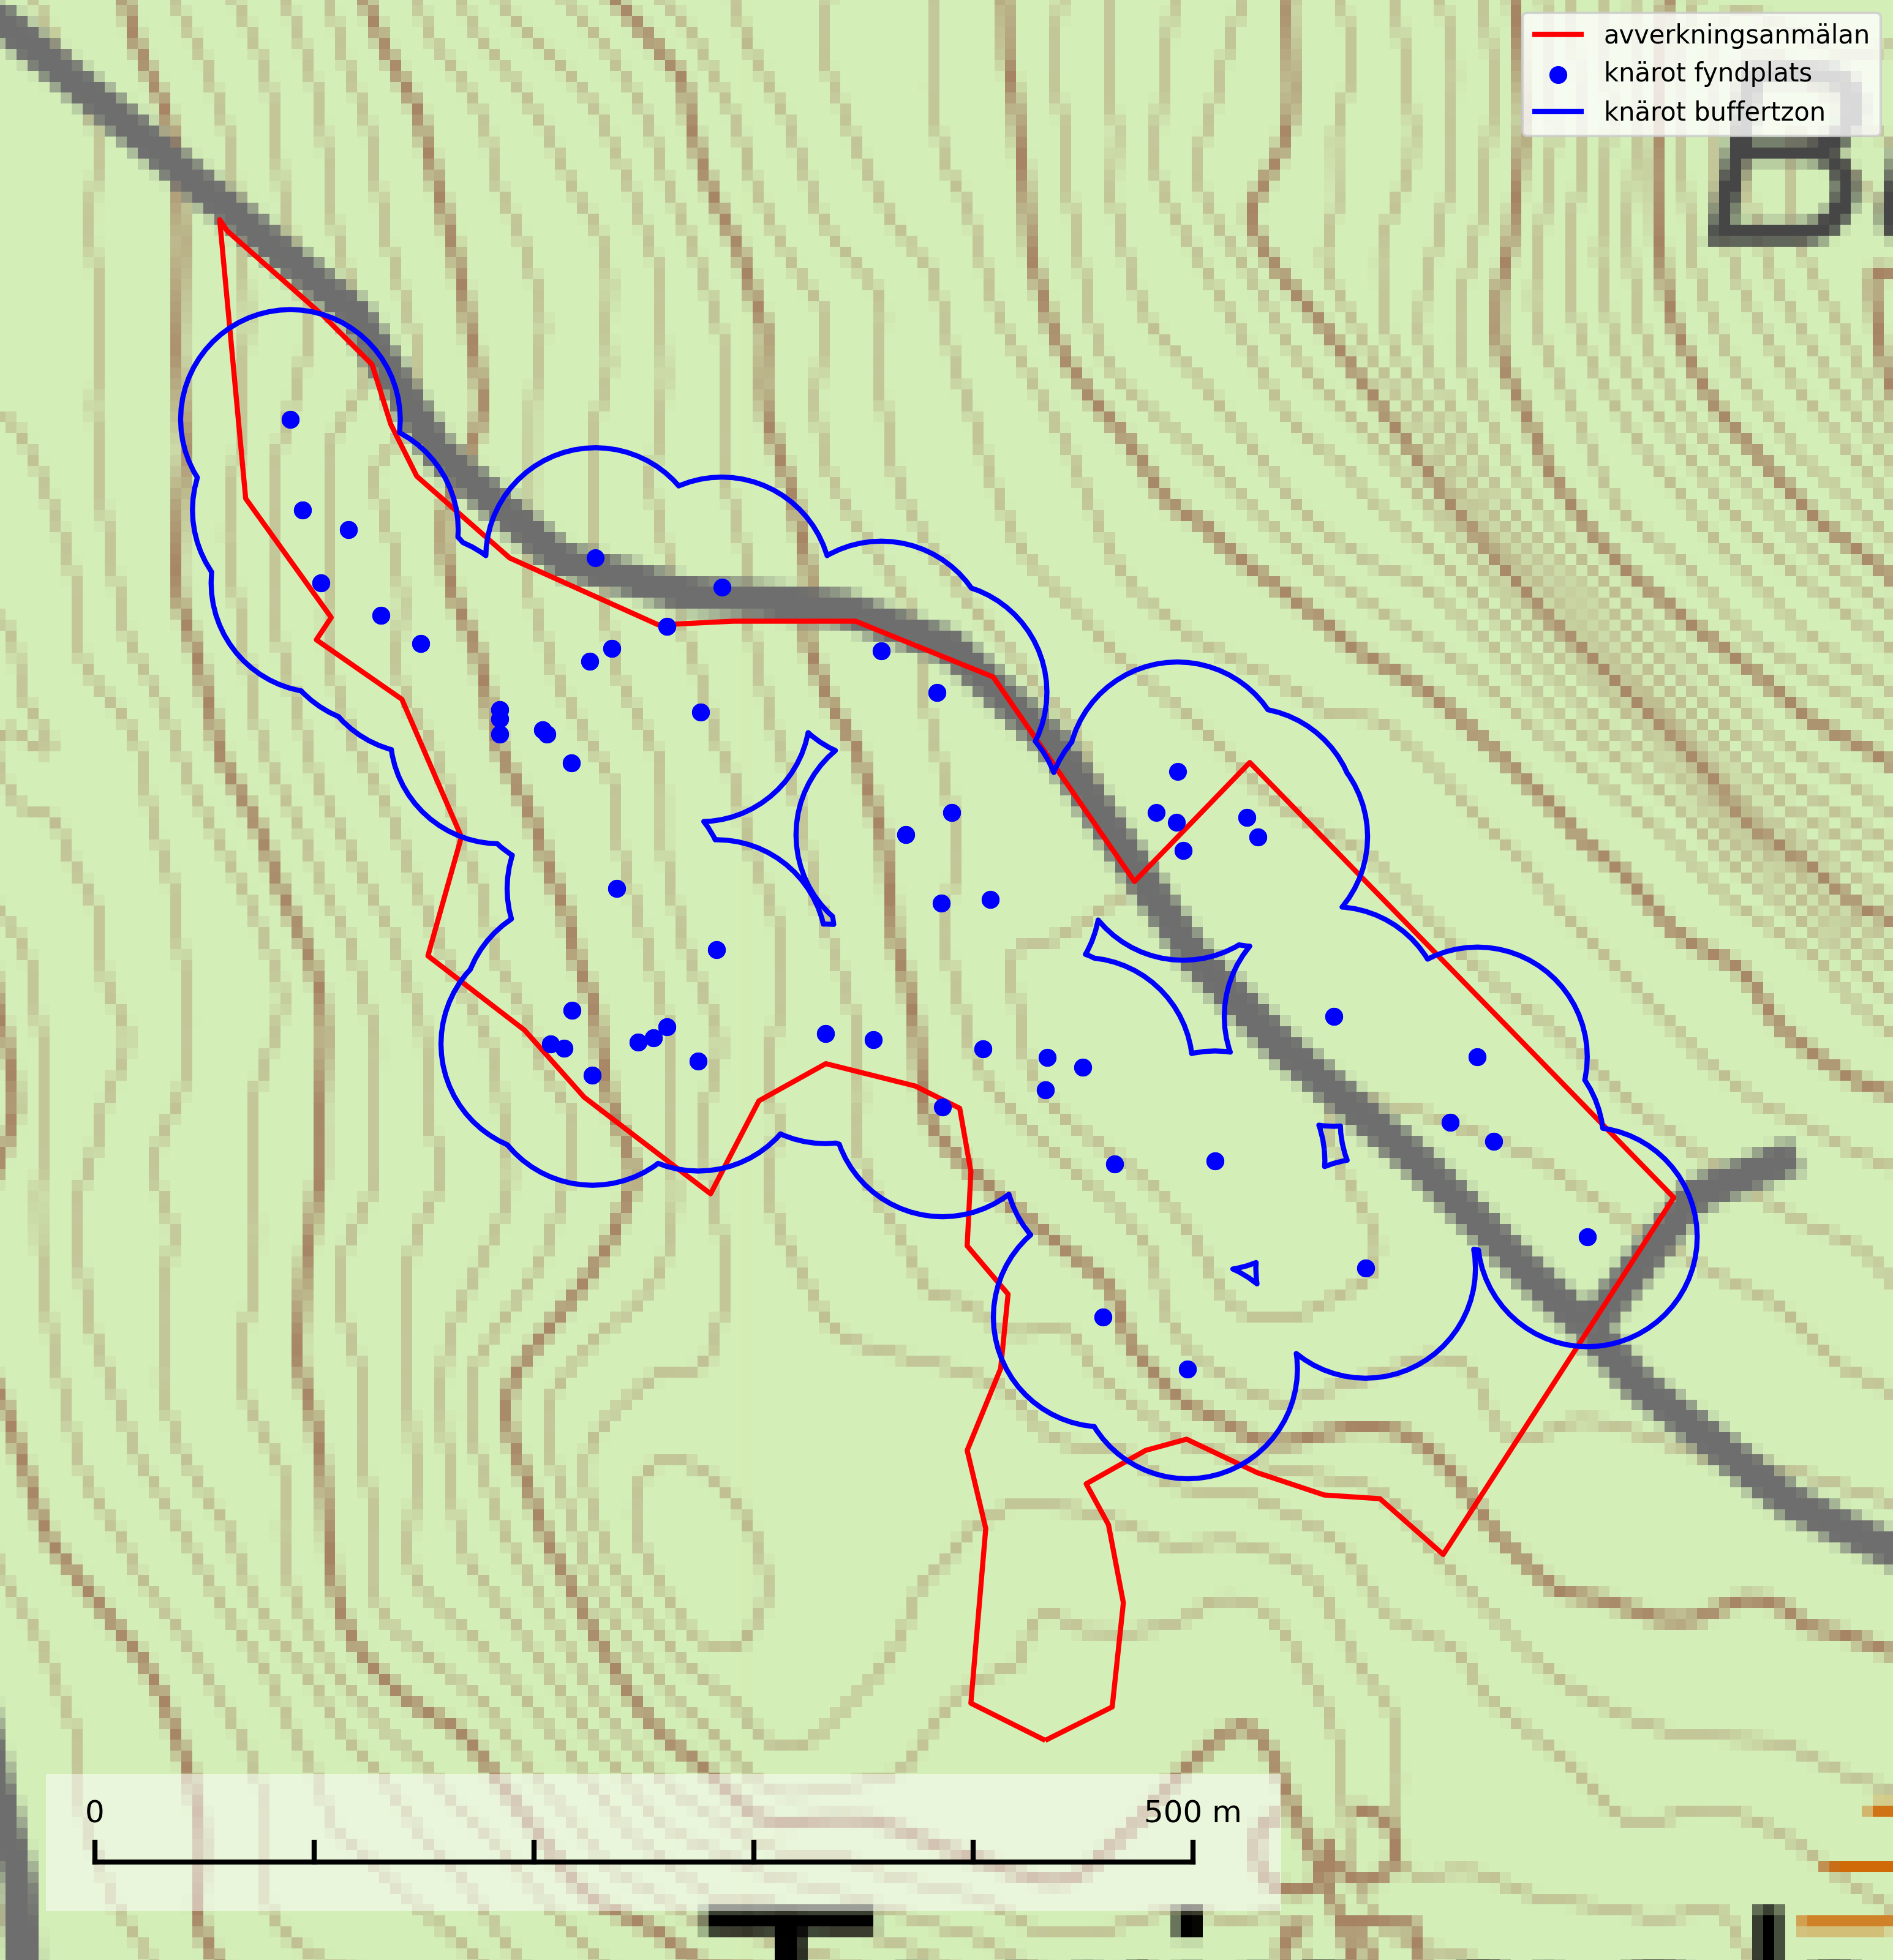 avverkningsanmälan
knärot fyndplats
knärot buffertzon
0
500 m